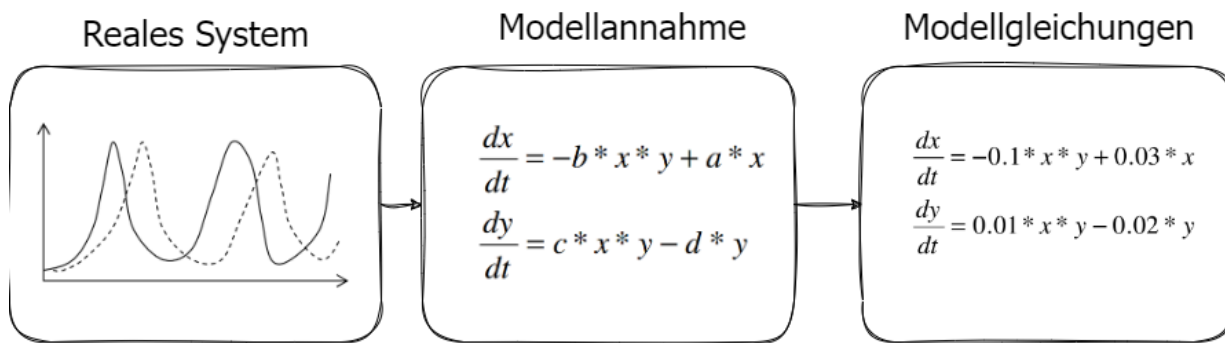 Reales System
Modellannahme
Modellgleichungen
dx/dt = −b * x * y + a * x
dy/dt = c * x * y − d * y
dx/dt = −0.1 * x * y + 0.03 * x
dy/dt = 0.01 * x * y − 0.02 * y